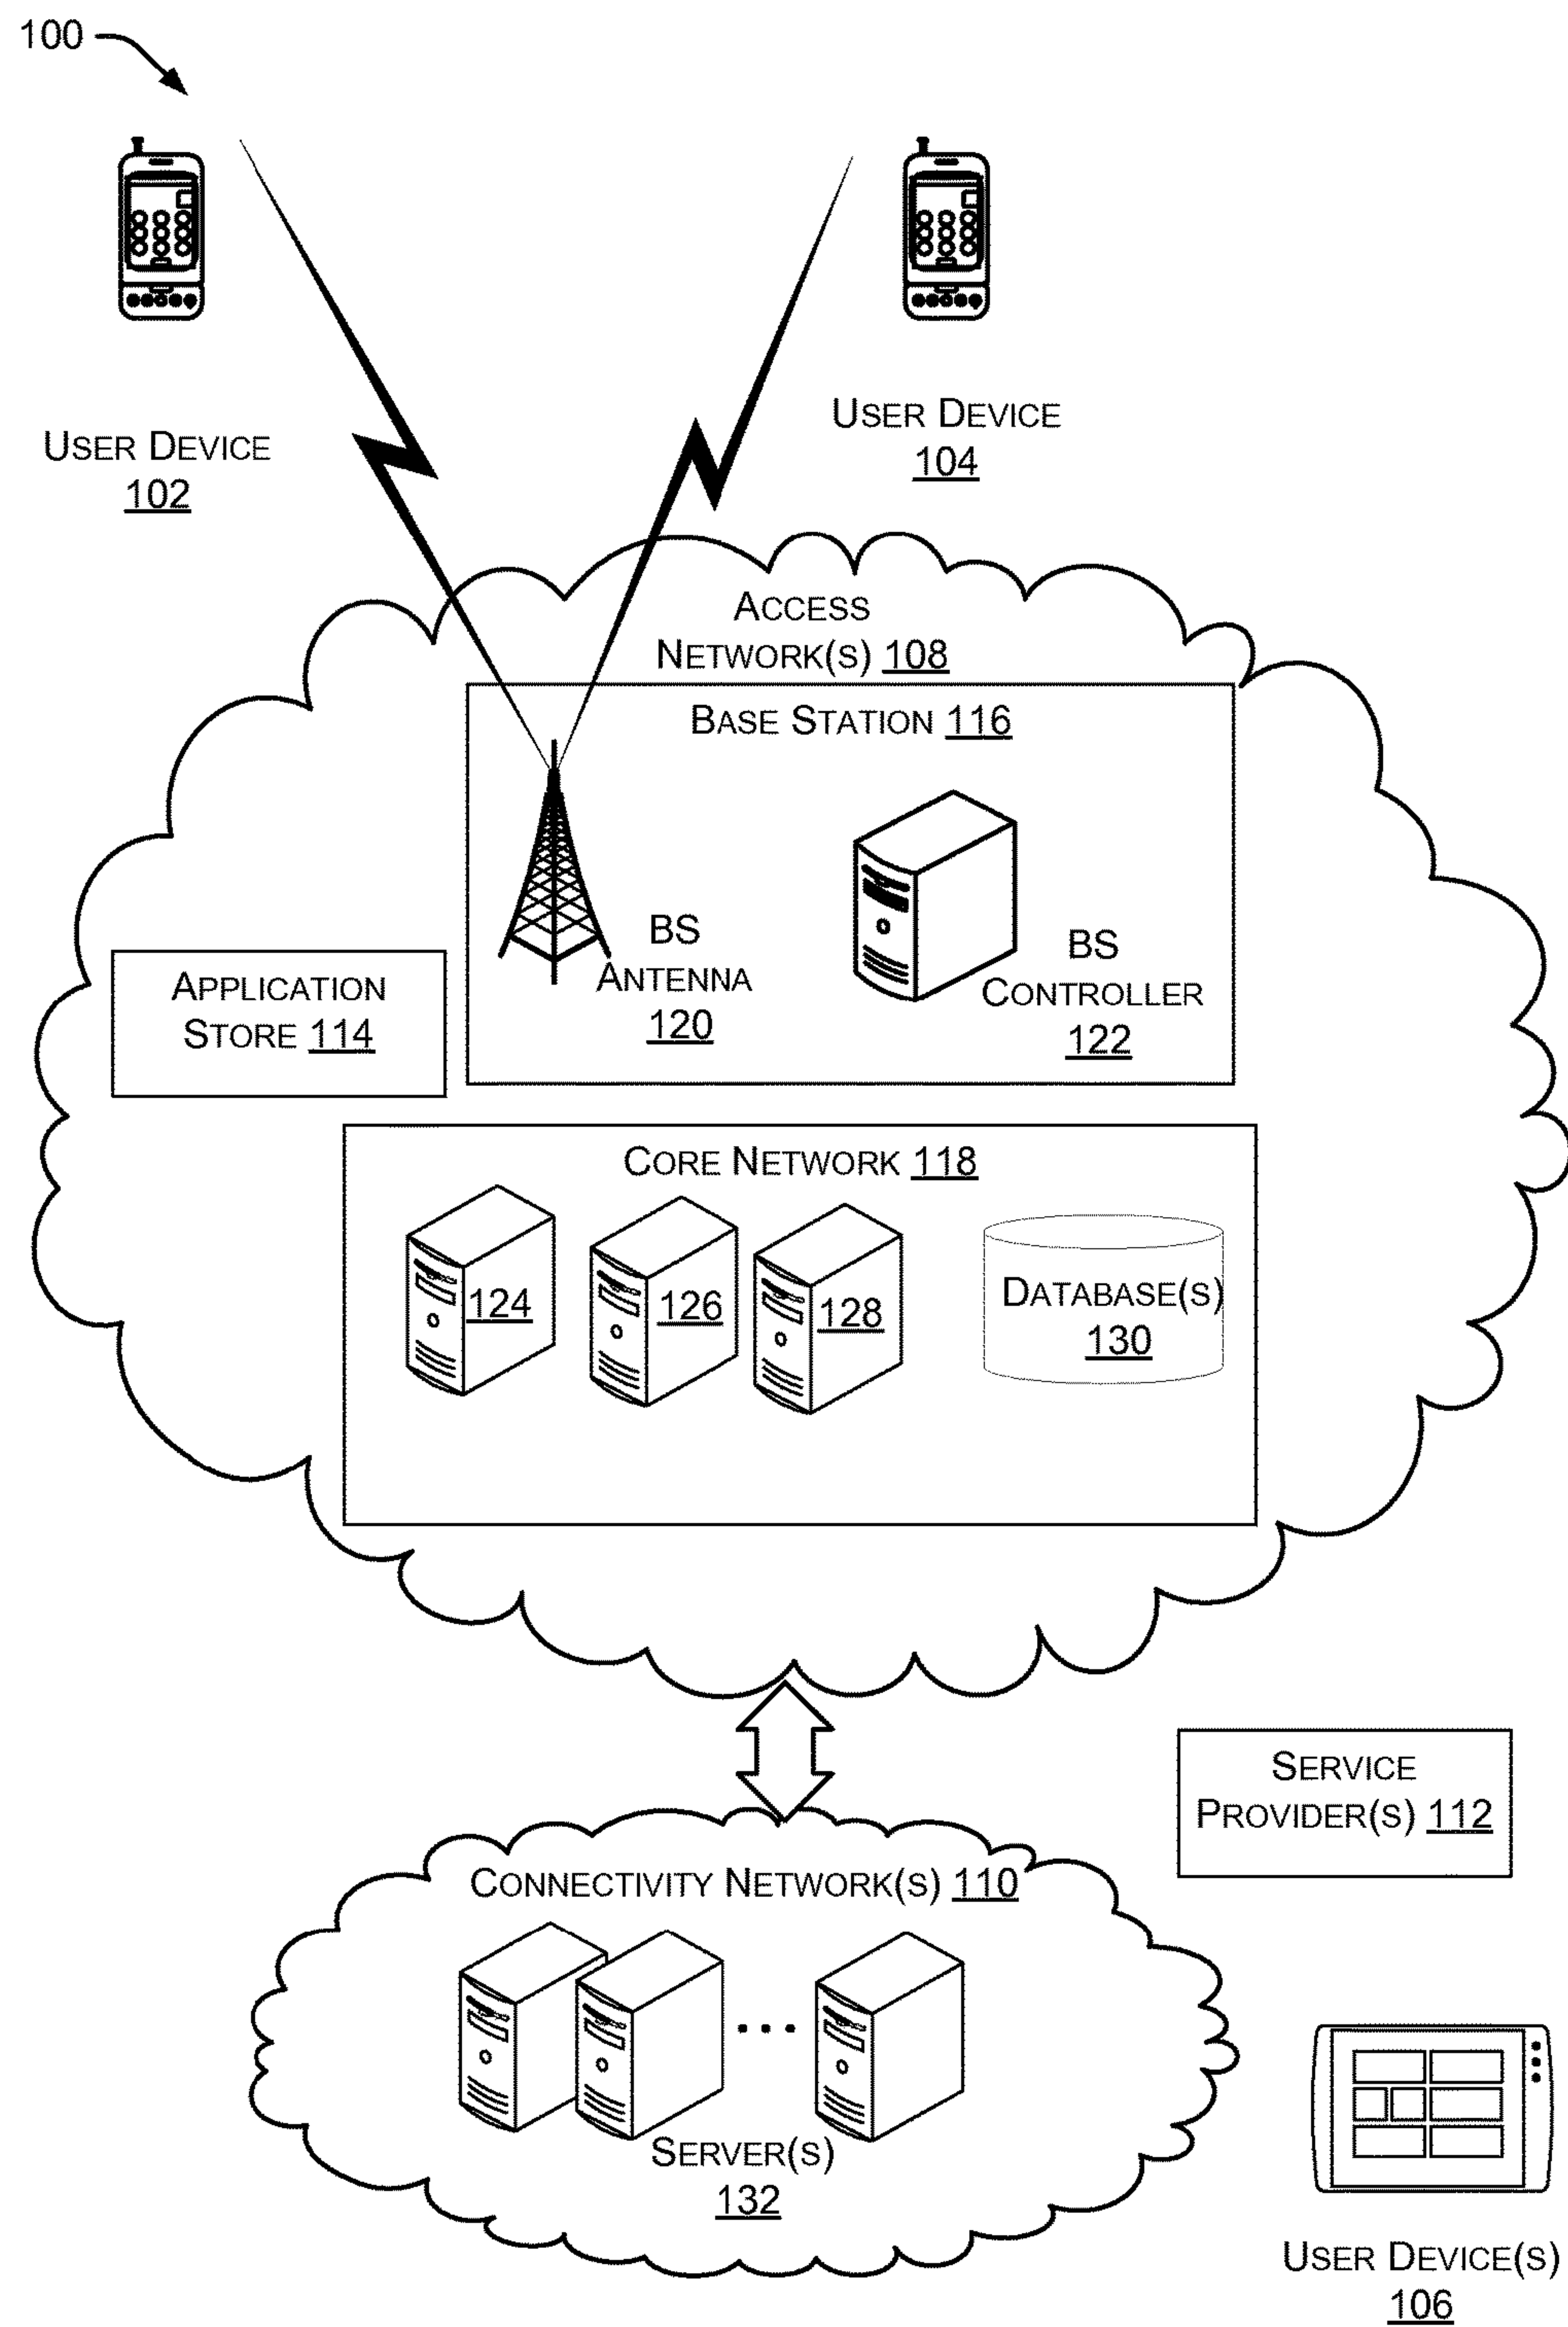 100
USER DEVICE
102
USER DEVICE
104
ACCESS
NETWORK(S) 108
BASE STATION 116
BS
ANTENNA
120
BS
CONTROLLER
122
APPLICATION
STORE 114
CORE NETWORK 118
124
126
128
DATABASE(S)
130
SERVICE
PROVIDER(S) 112
CONNECTIVITY NETWORK(S) 110
SERVER(S)
132
USER DEVICE(S)
106